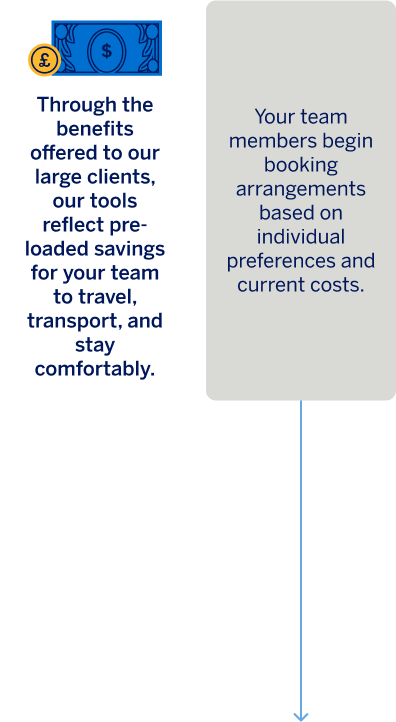 £
$
Through the
benefits
offered to our
large clients,
our tools
reflect pre-
loaded savings
for your team
to travel,
transport, and
stay
comfortably.
Your team
members begin
booking
arrangements
based on
individual
preferences and
current costs.